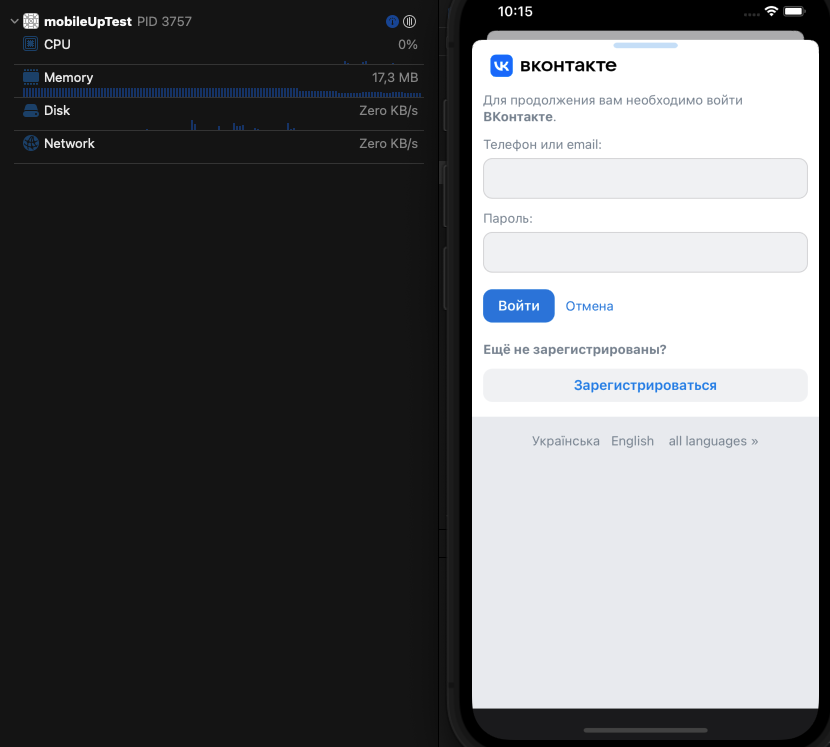 mobileUpTest PID 3757
CPU 0%
Memory 17,3 MB
Disk Zero KB/s
Network Zero KB/s
10:15
вконтакте
Для продолжения вам необходимо войти
ВКонтакте.
Телефон или email:
Пароль:
Войти Отмена
Ещё не зарегистрированы?
Зарегистрироваться
Українська English all languages »